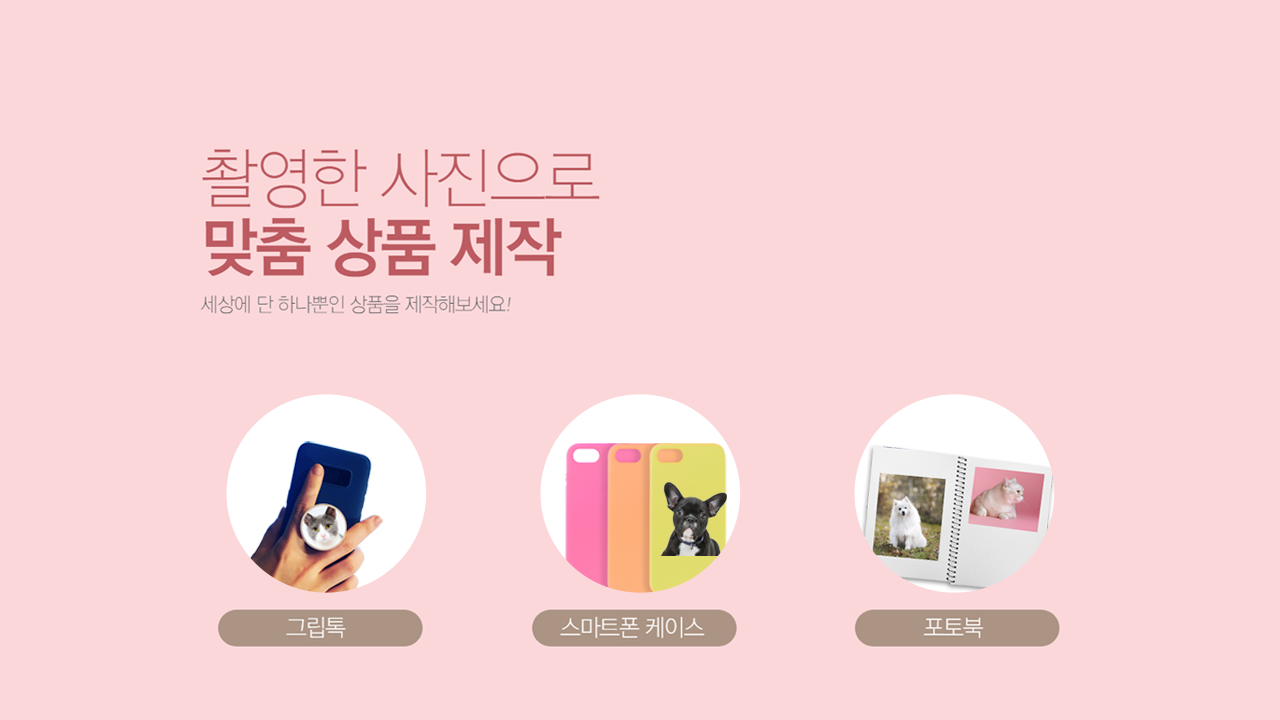 촬영한 사진으로
맞춤 상품 제작
세상에 단 하나뿐인 상품을 제작해보세요!
그립톡
스마트폰 케이스
포토북